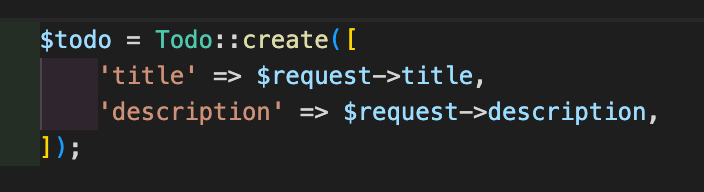 $todo = Todo::create([
    'title' => $request->title,
    'description' => $request->description,
]);